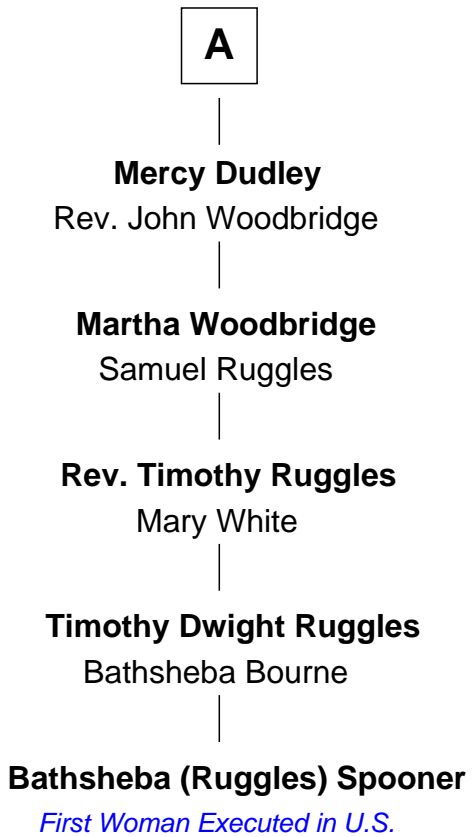 A
Mercy Dudley
Rev. John Woodbridge
Martha Woodbridge
Samuel Ruggles
Rev. Timothy Ruggles
Mary White
Timothy Dwight Ruggles
Bathsheba Bourne
Bathsheba (Ruggles) Spooner
First Woman Executed in U.S.